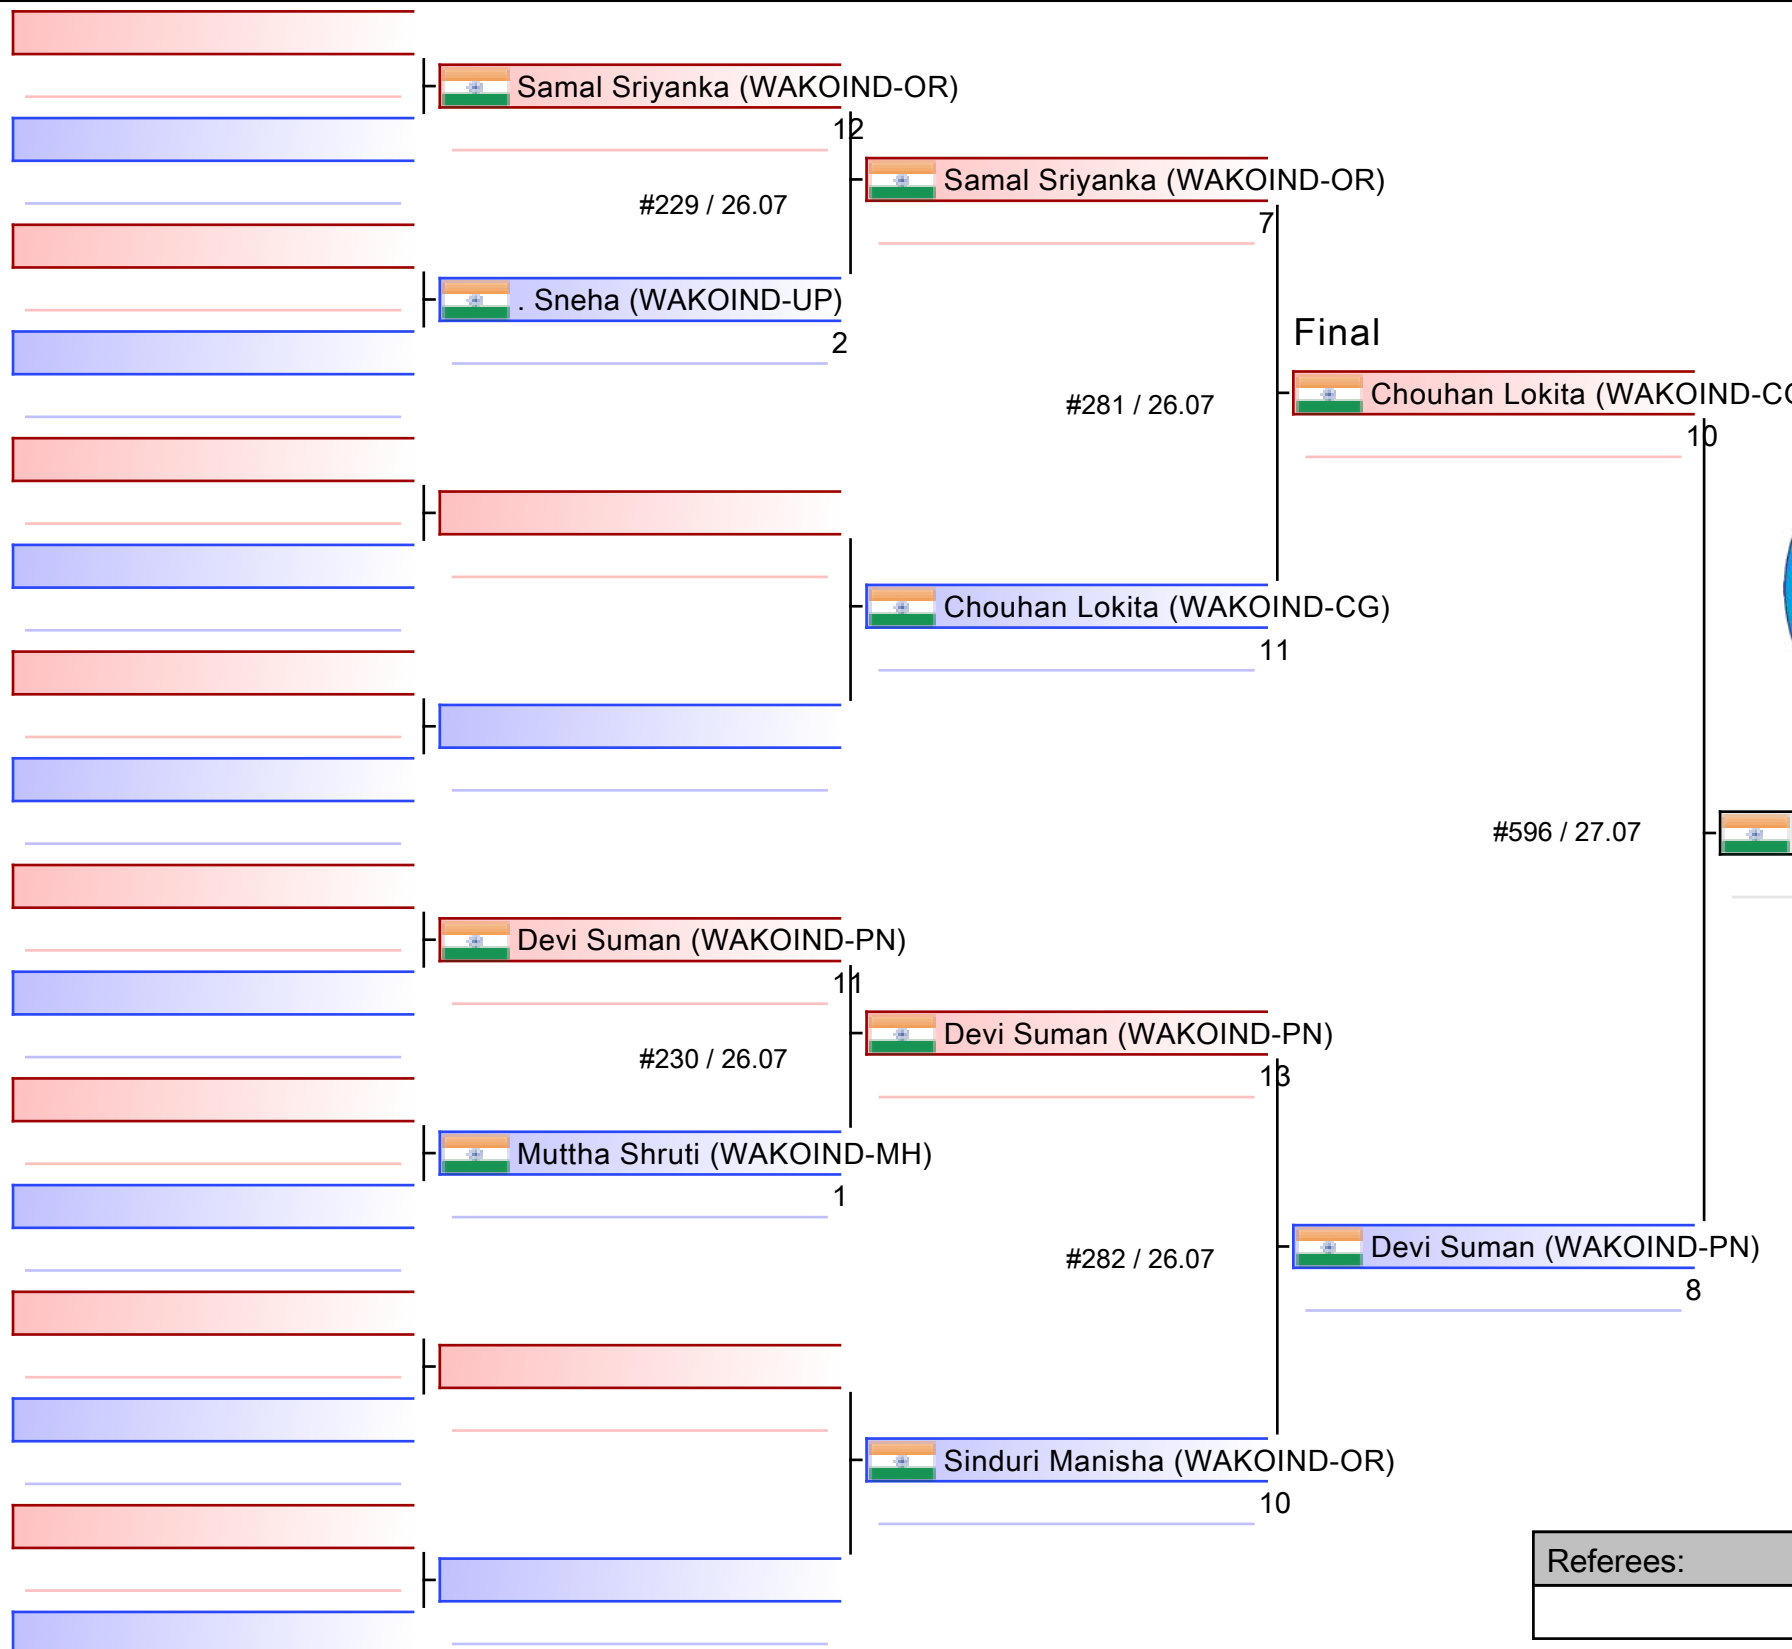 Samal Sriyanka (WAKOIND-OR)
12
Samal Sriyanka (WAKOIND-OR)
#229 / 26.07
7
. Sneha (WAKOIND-UP)
2
Final
Chouhan Lokita (WAKOIND-CG
#281 / 26.07
10
Chouhan Lokita (WAKOIND-CG)
11
#596 / 27.07
Devi Suman (WAKOIND-PN)
11
Devi Suman (WAKOIND-PN)
#230 / 26.07
13
Muttha Shruti (WAKOIND-MH)
1
#282 / 26.07
Devi Suman (WAKOIND-PN)
8
Sinduri Manisha (WAKOIND-OR)
10
Referees: